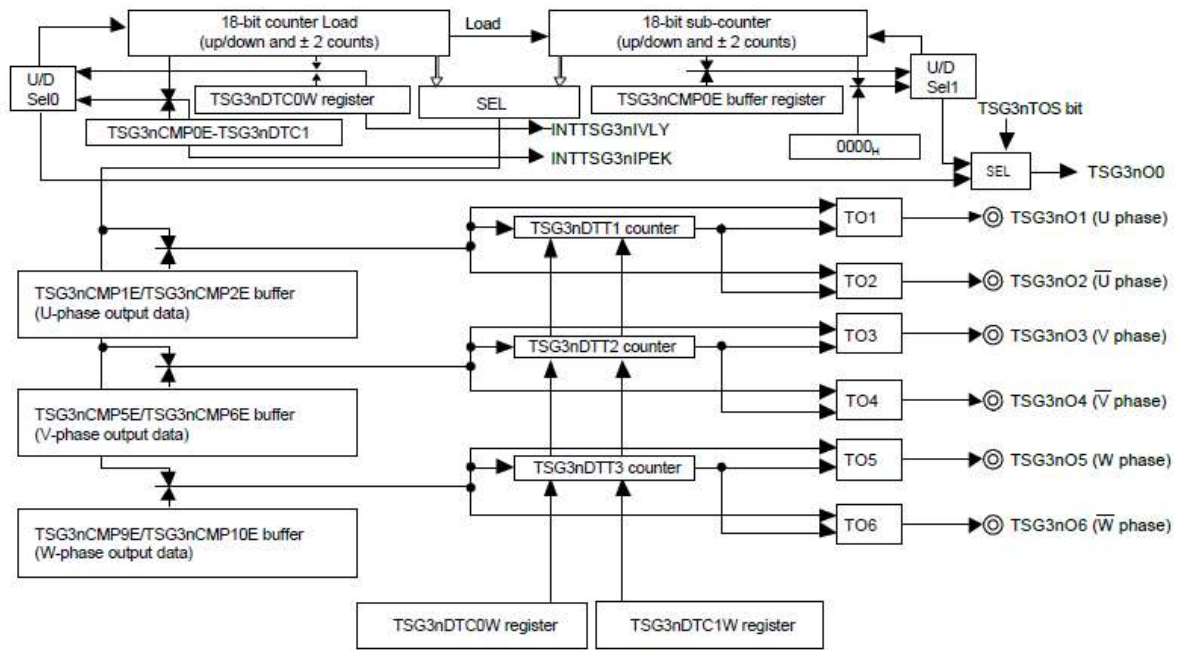 18-bit counter Load
(up/down and ± 2 counts)
Load
18-bit sub-counter
(up/down and ± 2 counts)
U/D
Sel0
U/D
Sel1
TSG3nDTC0W register
SEL
TSG3nCMP0E buffer register
TSG3nTOS bit
TSG3nCMP0E-TSG3nDTC1
INTTSG3nIVLY
0000H
INTTSG3nIPEK
SEL
TSG3nO0
TSG3nDTT1 counter
TO1
TSG3nO1 (U phase)
TSG3nCMP1E/TSG3nCMP2E buffer
(U-phase output data)
TO2
TSG3nO2 (U̅ phase)
TSG3nDTT2 counter
TO3
TSG3nO3 (V phase)
TSG3nCMP5E/TSG3nCMP6E buffer
(V-phase output data)
TO4
TSG3nO4 (V̅ phase)
TSG3nDTT3 counter
TO5
TSG3nO5 (W phase)
TSG3nCMP9E/TSG3nCMP10E buffer
(W-phase output data)
TO6
TSG3nO6 (W̅ phase)
TSG3nDTC0W register
TSG3nDTC1W register